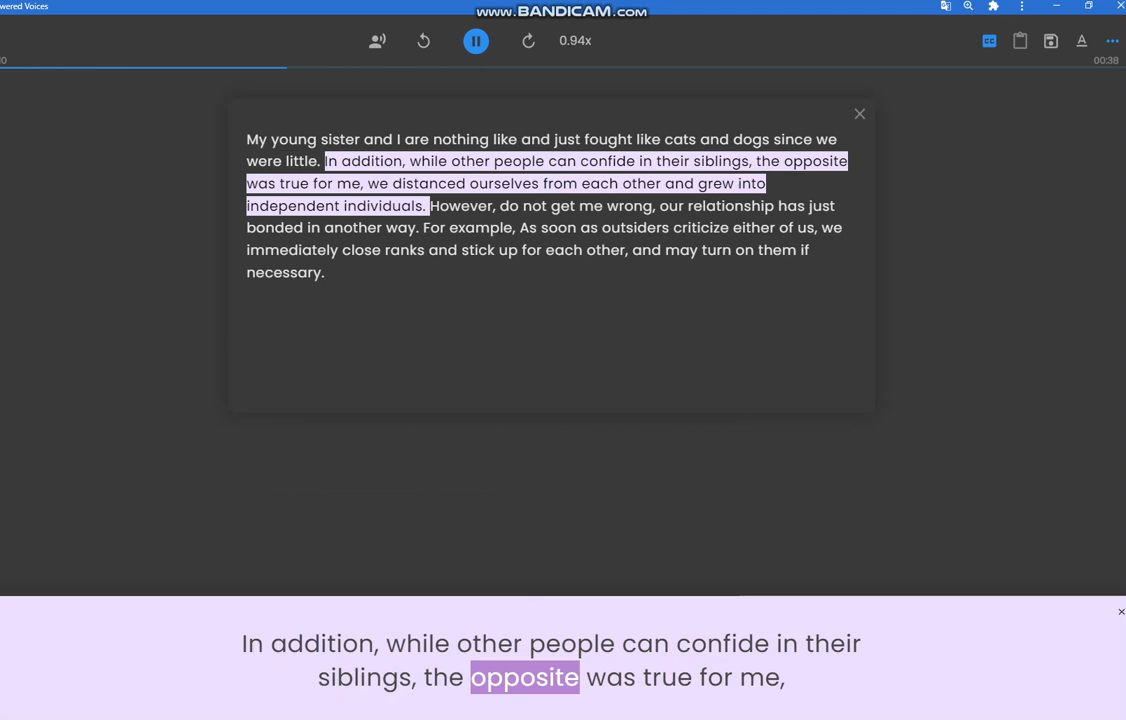 wered Voices
www.BANDICAM.com
0.94x
CC
A
00:38
My young sister and I are nothing like and just fought like cats and dogs since we
were little. In addition, while other people can confide in their siblings, the opposite
was true for me, we distanced ourselves from each other and grew into
independent individuals. However, do not get me wrong, our relationship has just
bonded in another way. For example, As soon as outsiders criticize either of us, we
immediately close ranks and stick up for each other, and may turn on them if
necessary.
In addition, while other people can confide in their
siblings, the opposite was true for me,